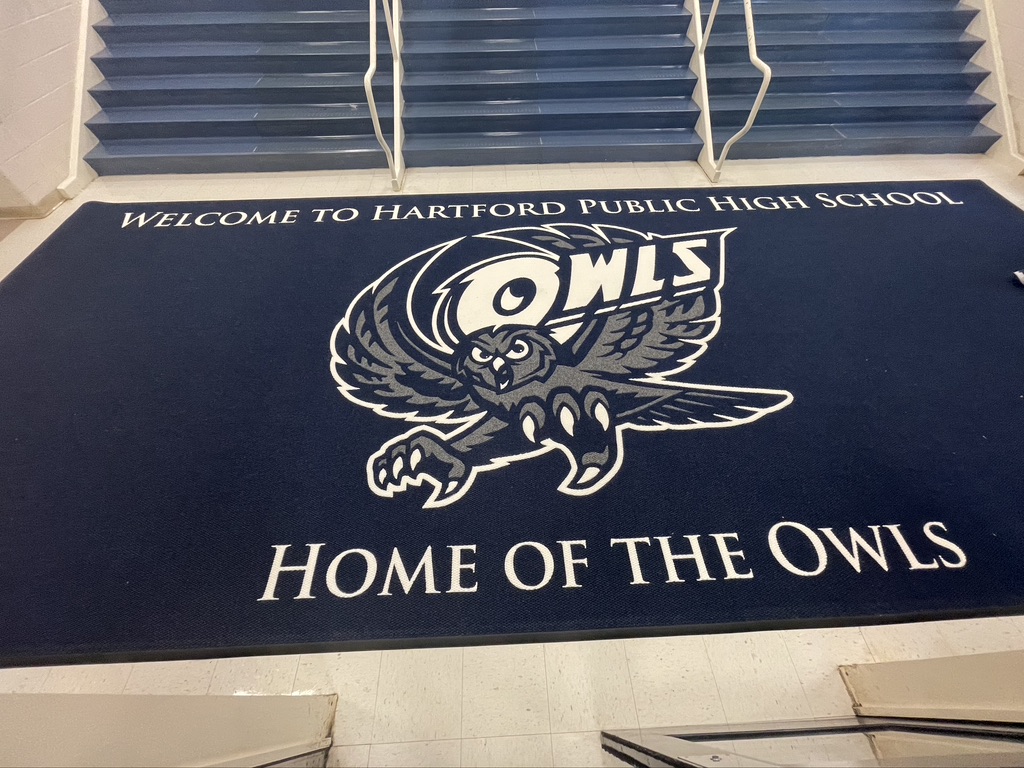 Welcome to Hartford Public High School
Owls
Home of the Owls